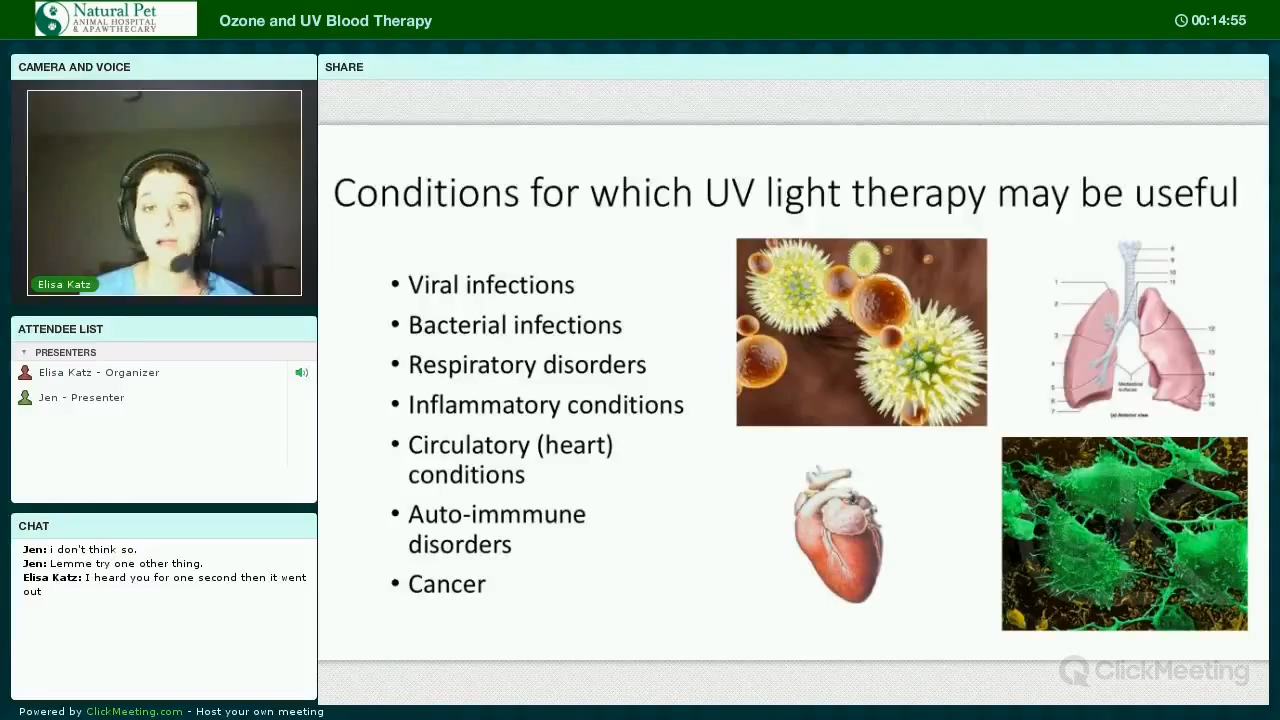 Natural Pet
ANIMAL HOSPITAL
& APAWTHECARY
Ozone and UV Blood Therapy
00:14:55
CAMERA AND VOICE
Elisa Katz
ATTENDEE LIST
PRESENTERS
Elisa Katz - Organizer
Jen - Presenter
CHAT
Jen: i don't think so.
Jen: Lemme try one other thing.
Elisa Katz: I heard you for one second then it went
out
SHARE
Conditions for which UV light therapy may be useful
• Viral infections
• Bacterial infections
• Respiratory disorders
• Inflammatory conditions
• Circulatory (heart)
conditions
• Auto-immmune
disorders
• Cancer
(a) Anterior view
ClickMeeting
Powered by ClickMeeting.com - Host your own meeting